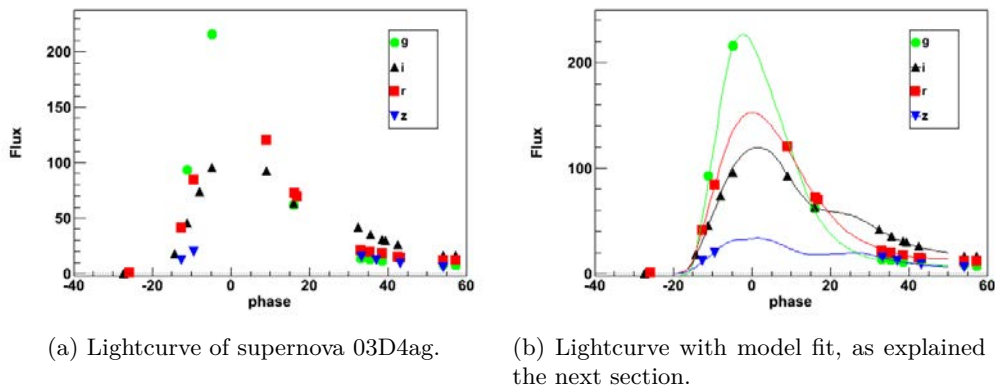 200
150
100
50
0
Flux
-40 -20 0 20 40 60
phase
g
i
r
z
200
100
0
Flux
-40 -20 0 20 40 60
phase
g
i
r
z
(a) Lightcurve of supernova 03D4ag.
(b) Lightcurve with model fit, as explained
the next section.